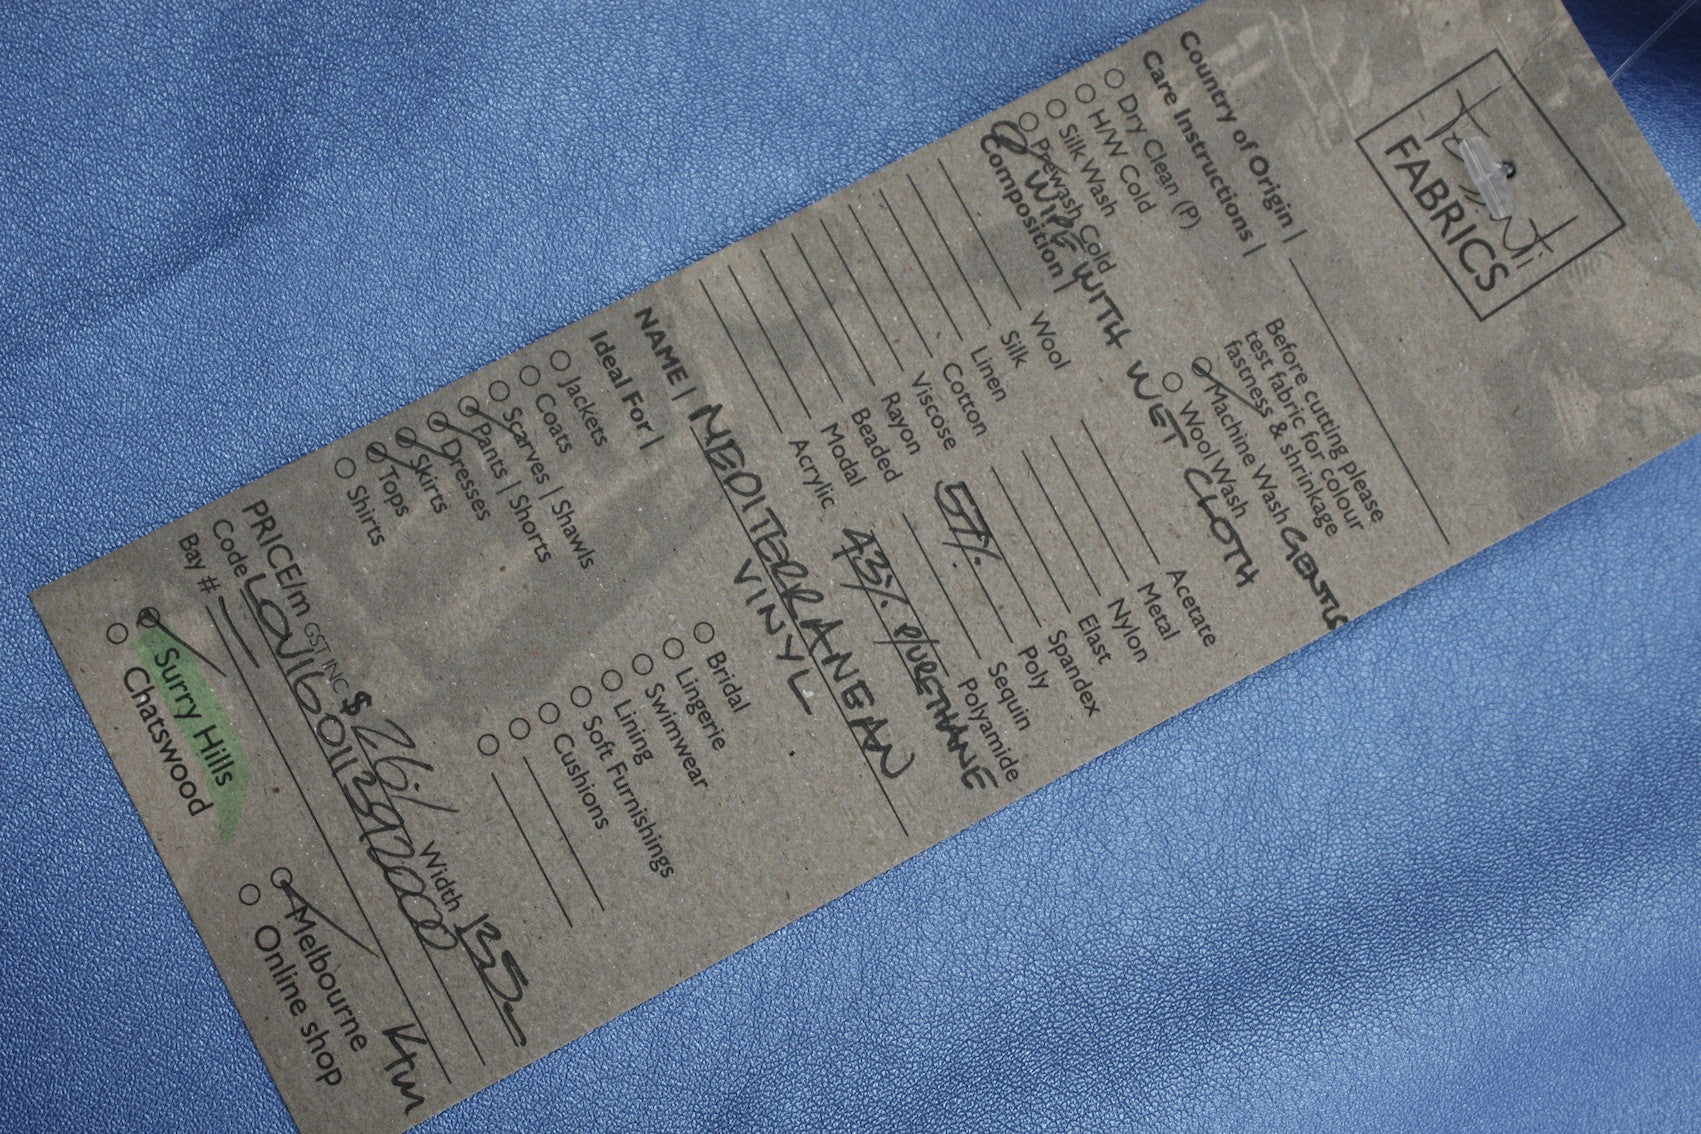 Tessuti
FABRICS
Country of Origin |
Care Instructions |
Before cutting please
test fabric for colour
fastness & shrinkage
Dry Clean (P)
H/W Cold
Silk Wash
Prewash Cold
Machine Wash GENTLE
Wool Wash
& WIPE WITH WET CLOTH
Composition |
Wool
Silk
Linen
Cotton
Viscose
Rayon
Beaded
Modal
Acrylic
Acetate
Metal
Nylon
Elast
Spandex
57% Poly
Sequin
43% P/URETHANE Polyamide
NAME | MEDITERRANEAN
VINYL
Ideal For |
Jackets
Coats
Scarves | Shawls
Pants | Shorts
Dresses
Skirts
Tops
Shirts
Bridal
Lingerie
Swimwear
Lining
Soft Furnishings
Cushions
PRICE/m GST INC $ 26./ Width 135
Code
Bay #
Surry Hills
Chatswood
Melbourne
Online shop